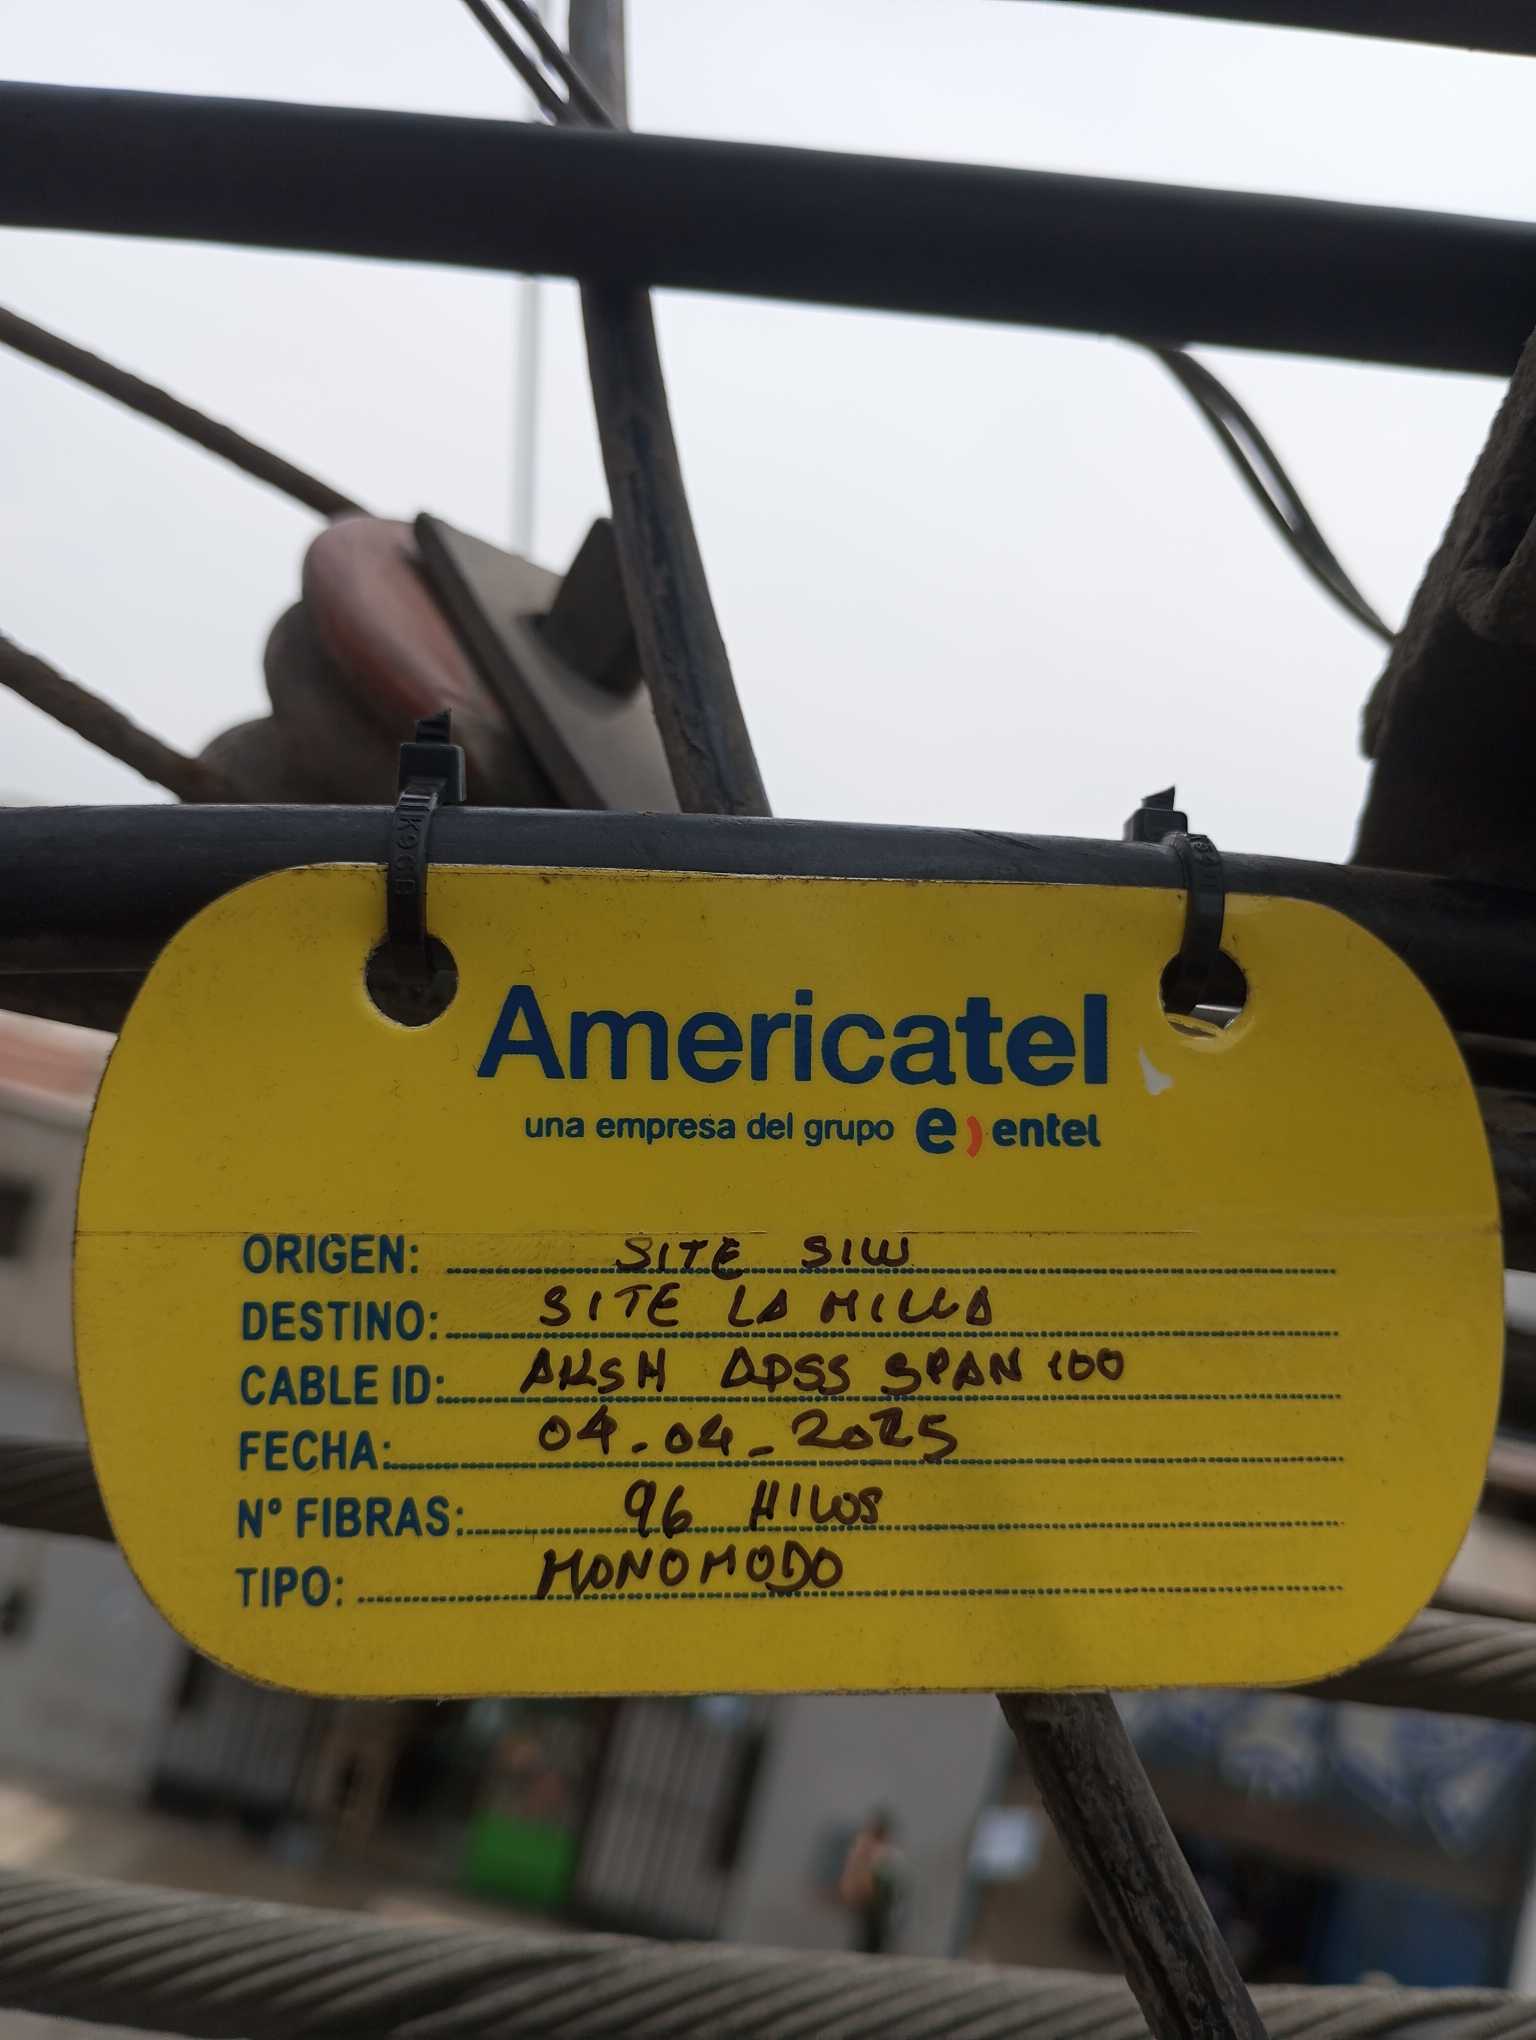 Americatel
una empresa del grupo e) entel
ORIGEN: SITE SIW
DESTINO: SITE LA MILLA
CABLE ID: AKSH ADSS SPAN 100
FECHA: 04-04-2025
N° FIBRAS: 96 HILOS
TIPO: MONOMODO